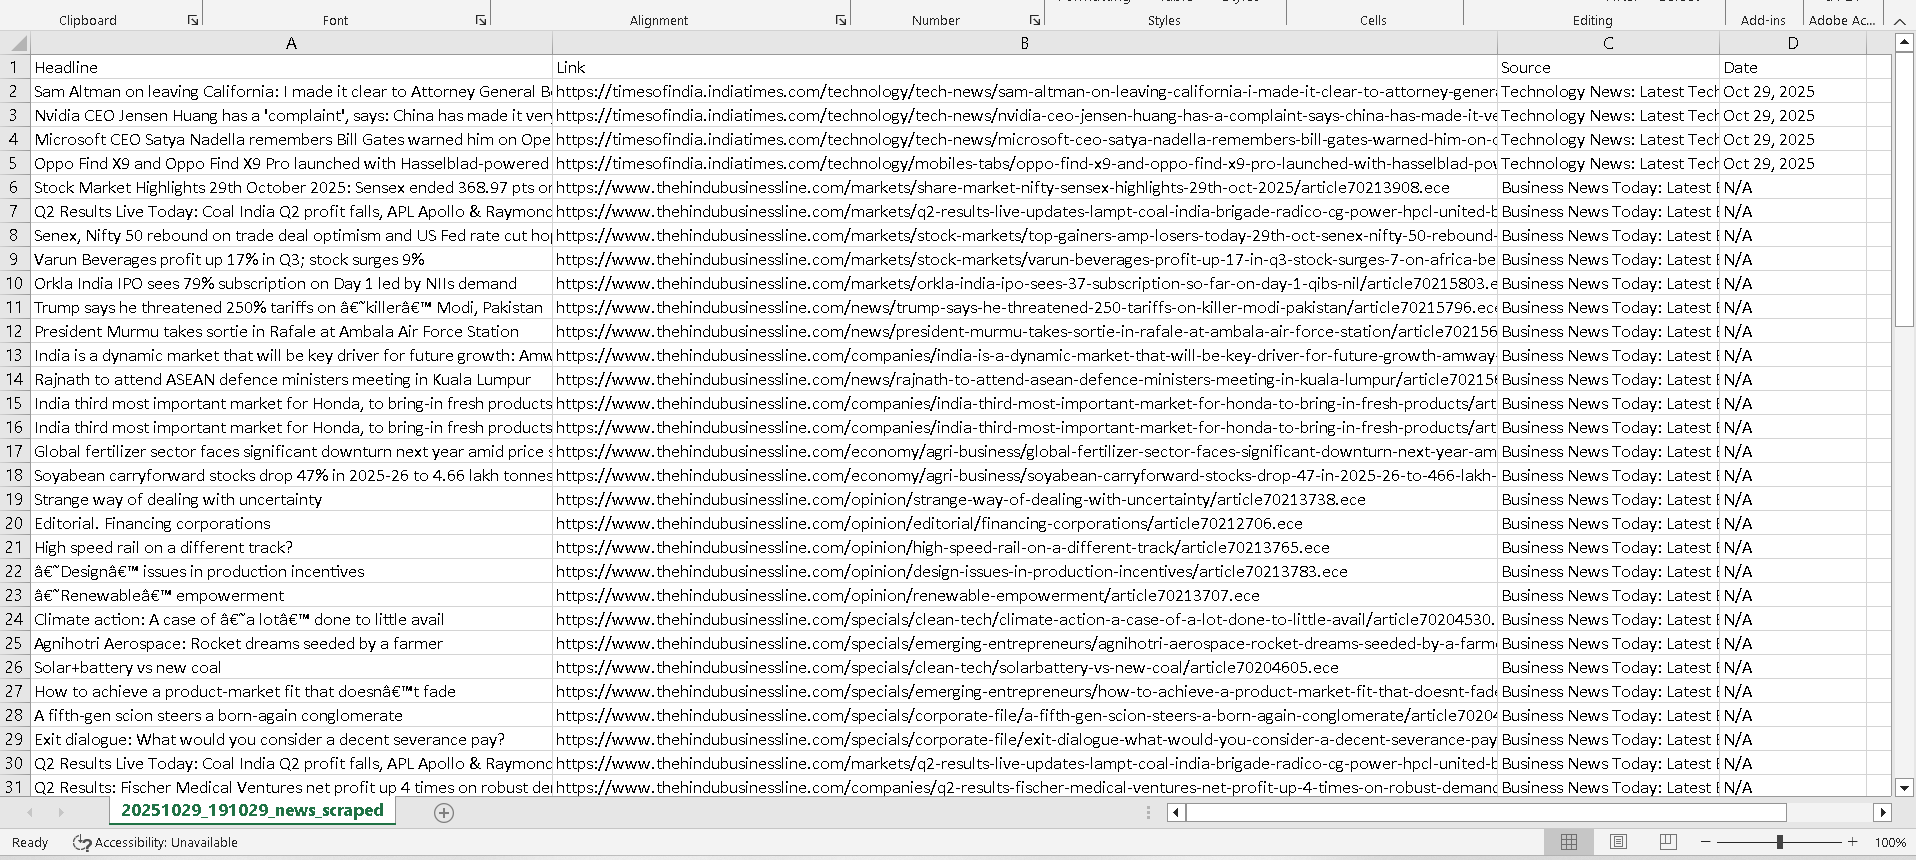 Clipboard Font Alignment Number Styles Cells Editing Add-ins Adobe Ac...
A B C D
1 Headline Link Source Date
2 Sam Altman on leaving California: I made it clear to Attorney General https://timesofindia.indiatimes.com/technology/tech-news/sam-altman-on-leaving-california-i-made-it-clear-to-attorney-gener Technology News: Latest Tech Oct 29, 2025
3 Nvidia CEO Jensen Huang has a 'complaint', says: China has made it very https://timesofindia.indiatimes.com/technology/tech-news/nvidia-ceo-jensen-huang-has-a-complaint-says-china-has-made-it-ve Technology News: Latest Tech Oct 29, 2025
4 Microsoft CEO Satya Nadella remembers Bill Gates warned him on Ope https://timesofindia.indiatimes.com/technology/tech-news/microsoft-ceo-satya-nadella-remembers-bill-gates-warned-him-on-o Technology News: Latest Tech Oct 29, 2025
5 Oppo Find X9 and Oppo Find X9 Pro launched with Hasselblad-powered https://timesofindia.indiatimes.com/technology/mobiles-tabs/oppo-find-x9-and-oppo-find-x9-pro-launched-with-hasselblad-pow Technology News: Latest Tech Oct 29, 2025
6 Stock Market Highlights 29th October 2025: Sensex ended 368.97 pts or https://www.thehindubusinessline.com/markets/share-market-nifty-sensex-highlights-29th-oct-2025/article70213908.ece Business News Today: Latest N/A
7 Q2 Results Live Today: Coal India Q2 profit falls, APL Apollo & Raymond https://www.thehindubusinessline.com/markets/q2-results-live-updates-lampt-coal-india-brigade-radico-cg-power-hpcl-united-b Business News Today: Latest N/A
8 Senex, Nifty 50 rebound on trade deal optimism and US Fed rate cut hop https://www.thehindubusinessline.com/markets/stock-markets/top-gainers-amp-losers-today-29th-oct-senex-nifty-50-rebound- Business News Today: Latest N/A
9 Varun Beverages profit up 17% in Q3; stock surges 9% https://www.thehindubusinessline.com/markets/stock-markets/varun-beverages-profit-up-17-in-q3-stock-surges-7-on-africa-be Business News Today: Latest N/A
10 Orkla India IPO sees 79% subscription on Day 1 led by NIIs demand https://www.thehindubusinessline.com/markets/orkla-india-ipo-sees-37-subscription-so-far-on-day-1-qibs-nil/article70215803.e Business News Today: Latest N/A
11 Trump says he threatened 250% tariffs on â€˜killerâ€™ Modi, Pakistan https://www.thehindubusinessline.com/news/trump-says-he-threatened-250-tariffs-on-killer-modi-pakistan/article70215796.ece Business News Today: Latest N/A
12 President Murmu takes sortie in Rafale at Ambala Air Force Station https://www.thehindubusinessline.com/news/president-murmu-takes-sortie-in-rafale-at-ambala-air-force-station/article702156 Business News Today: Latest N/A
13 India is a dynamic market that will be key driver for future growth: Amw https://www.thehindubusinessline.com/companies/india-is-a-dynamic-market-that-will-be-key-driver-for-future-growth-amway- Business News Today: Latest N/A
14 Rajnath to attend ASEAN defence ministers meeting in Kuala Lumpur https://www.thehindubusinessline.com/news/rajnath-to-attend-asean-defence-ministers-meeting-in-kuala-lumpur/article702156 Business News Today: Latest N/A
15 India third most important market for Honda, to bring-in fresh products https://www.thehindubusinessline.com/companies/india-third-most-important-market-for-honda-to-bring-in-fresh-products/art Business News Today: Latest N/A
16 India third most important market for Honda, to bring-in fresh products https://www.thehindubusinessline.com/companies/india-third-most-important-market-for-honda-to-bring-in-fresh-products/art Business News Today: Latest N/A
17 Global fertilizer sector faces significant downturn next year amid price s https://www.thehindubusinessline.com/economy/agri-business/global-fertilizer-sector-faces-significant-downturn-next-year-am Business News Today: Latest N/A
18 Soyabean carryforward stocks drop 47% in 2025-26 to 4.66 lakh tonnes https://www.thehindubusinessline.com/economy/agri-business/soyabean-carryforward-stocks-drop-47-in-2025-26-to-466-lakh- Business News Today: Latest N/A
19 Strange way of dealing with uncertainty https://www.thehindubusinessline.com/opinion/strange-way-of-dealing-with-uncertainty/article70213738.ece Business News Today: Latest N/A
20 Editorial. Financing corporations https://www.thehindubusinessline.com/opinion/editorial/financing-corporations/article70212706.ece Business News Today: Latest N/A
21 High speed rail on a different track? https://www.thehindubusinessline.com/opinion/high-speed-rail-on-a-different-track/article70213765.ece Business News Today: Latest N/A
22 â€˜Designâ€™ issues in production incentives https://www.thehindubusinessline.com/opinion/design-issues-in-production-incentives/article70213783.ece Business News Today: Latest N/A
23 â€˜Renewableâ€™ empowerment https://www.thehindubusinessline.com/opinion/renewable-empowerment/article70213707.ece Business News Today: Latest N/A
24 Climate action: A case of â€˜a lotâ€™ done to little avail https://www.thehindubusinessline.com/specials/clean-tech/climate-action-a-case-of-a-lot-done-to-little-avail/article70204530. Business News Today: Latest N/A
25 Agnihotri Aerospace: Rocket dreams seeded by a farmer https://www.thehindubusinessline.com/specials/emerging-entrepreneurs/agnihotri-aerospace-rocket-dreams-seeded-by-a-farm Business News Today: Latest N/A
26 Solar+battery vs new coal https://www.thehindubusinessline.com/specials/clean-tech/solarbattery-vs-new-coal/article70204605.ece Business News Today: Latest N/A
27 How to achieve a product-market fit that doesnâ€™t fade https://www.thehindubusinessline.com/specials/emerging-entrepreneurs/how-to-achieve-a-product-market-fit-that-doesnt-fade Business News Today: Latest N/A
28 A fifth-gen scion steers a born-again conglomerate https://www.thehindubusinessline.com/specials/corporate-file/a-fifth-gen-scion-steers-a-born-again-conglomerate/article70204 Business News Today: Latest N/A
29 Exit dialogue: What would you consider a decent severance pay? https://www.thehindubusinessline.com/specials/corporate-file/exit-dialogue-what-would-you-consider-a-decent-severance-pay Business News Today: Latest N/A
30 Q2 Results Live Today: Coal India Q2 profit falls, APL Apollo & Raymond https://www.thehindubusinessline.com/markets/q2-results-live-updates-lampt-coal-india-brigade-radico-cg-power-hpcl-united-b Business News Today: Latest N/A
31 Q2 Results: Fischer Medical Ventures net profit up 4 times on robust de https://www.thehindubusinessline.com/companies/q2-results-fischer-medical-ventures-net-profit-up-4-times-on-robust-demand Business News Today: Latest N/A
20251029_191029_news_scraped
Ready Accessibility: Unavailable 100%